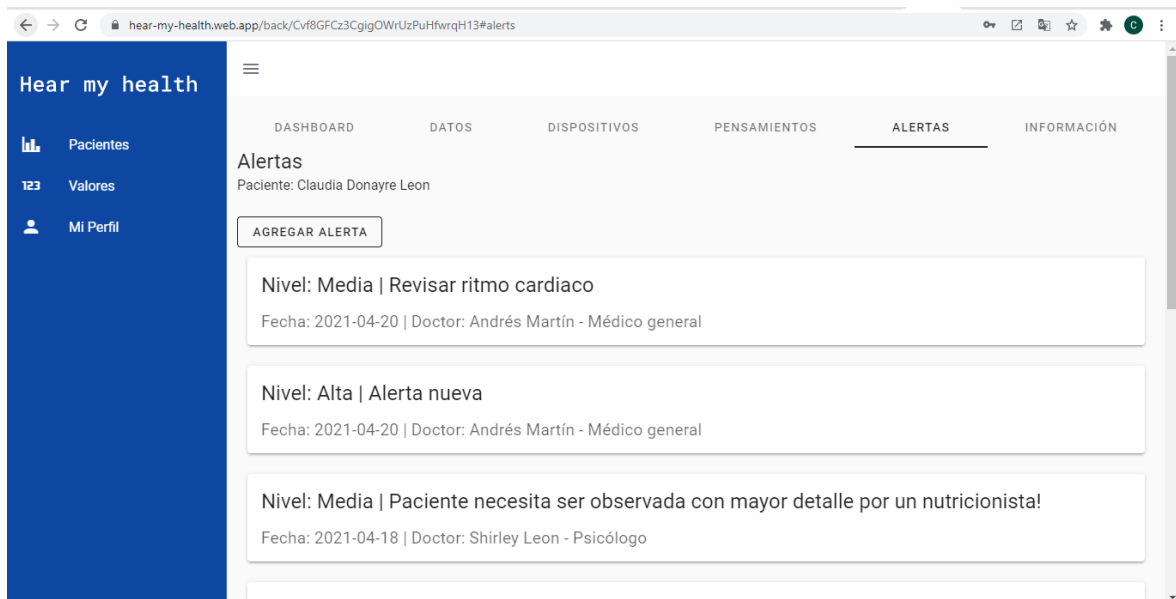 hear-my-health.web.app/back/Cvf8GFCz3CgigOWrUzPuHfwrqH13#alerts
C
Hear my health
Pacientes
123 Valores
Mi Perfil
DASHBOARD DATOS DISPOSITIVOS PENSAMIENTOS ALERTAS INFORMACIÓN
Alertas
Paciente: Claudia Donayre Leon
AGREGAR ALERTA
Nivel: Media | Revisar ritmo cardiaco
Fecha: 2021-04-20 | Doctor: Andrés Martín - Médico general
Nivel: Alta | Alerta nueva
Fecha: 2021-04-20 | Doctor: Andrés Martín - Médico general
Nivel: Media | Paciente necesita ser observada con mayor detalle por un nutricionista!
Fecha: 2021-04-18 | Doctor: Shirley Leon - Psicólogo